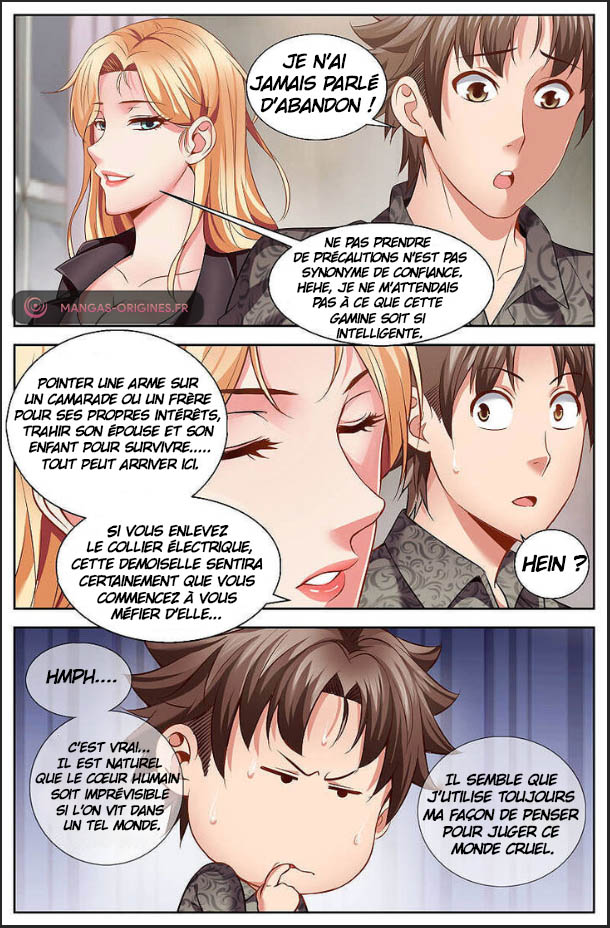 JE N'AI
JAMAIS PARLÉ
D'ABANDON !
NE PAS PRENDRE
DE PRÉCAUTIONS N'EST PAS
SYNONYME DE CONFIANCE.
HEHE, JE NE M'ATTENDAIS
PAS À CE QUE CETTE
GAMINE SOIT SI
INTELLIGENTE.
MANGAS-ORIGINES.FR
POINTER UNE ARME SUR
UN CAMARADE OU UN FRÈRE
POUR SES PROPRES INTÉRÊTS,
TRAHIR SON ÉPOUSE ET SON
ENFANT POUR SURVIVRE.....
TOUT PEUT ARRIVER ICI.
SI VOUS ENLEVEZ
LE COLLIER ÉLECTRIQUE,
CETTE DEMOISELLE SENTIRA
CERTAINEMENT QUE VOUS
COMMENCEZ À VOUS
MÉFIER D'ELLE...
HEIN ?
HMPH....
C'EST VRAI...
IL EST NATUREL
QUE LE CŒUR HUMAIN
SOIT IMPRÉVISIBLE
SI L'ON VIT DANS
UN TEL MONDE.
IL SEMBLE QUE
J'UTILISE TOUJOURS
MA FAÇON DE PENSER
POUR JUGER CE
MONDE CRUEL.